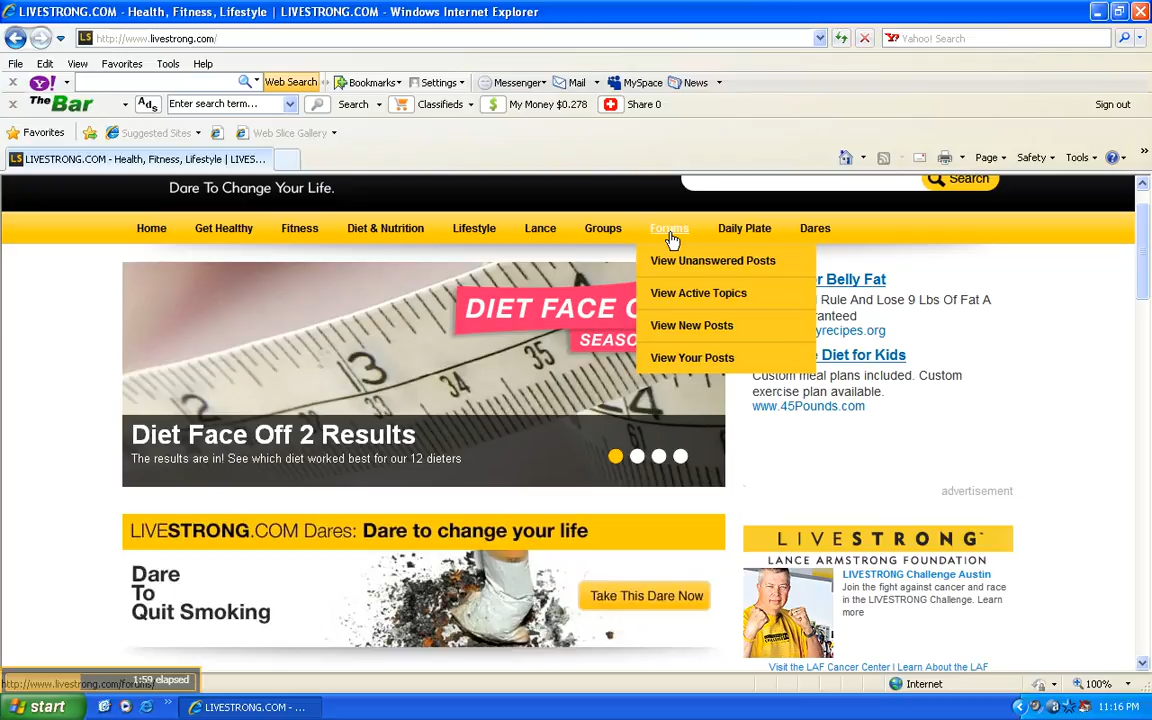 LIVESTRONG.COM - Health, Fitness, Lifestyle | LIVESTRONG.COM - Windows Internet Explorer
http://www.livestrong.com/
Yahoo! Search
File Edit View Favorites Tools Help
Y! Web Search Bookmarks Settings Messenger Mail MySpace News
The Bar Ads Enter search term... Search Classifieds My Money $0.278 Share 0 Sign out
Favorites Suggested Sites Web Slice Gallery
LIVESTRONG.COM - Health, Fitness, Lifestyle | LIVES... Page Safety Tools
Dare To Change Your Life. Search
Home Get Healthy Fitness Diet & Nutrition Lifestyle Lance Groups Forums Daily Plate Dares
View Unanswered Posts
View Active Topics
View New Posts
View Your Posts
DIET FACE
SEASO
Diet Face Off 2 Results
The results are in! See which diet worked best for our 12 dieters
r Belly Fat
Rule And Lose 9 Lbs Of Fat A
yrecipes.org
Diet for Kids
Custom meal plans included. Custom
exercise plan available.
www.45Pounds.com
advertisement
LIVESTRONG.COM Dares: Dare to change your life
Dare
To
Quit Smoking
Take This Dare Now
LIVESTRONG
LANCE ARMSTRONG FOUNDATION
LIVESTRONG Challenge Austin
Join the fight against cancer and race
in the LIVESTRONG Challenge. Learn
more
Visit the LAF Cancer Center | Learn About the LAF
1:59 elapsed
http://www.livestrong.com/forums/
Internet 100%
start LIVESTRONG.COM - ... 11:16 PM